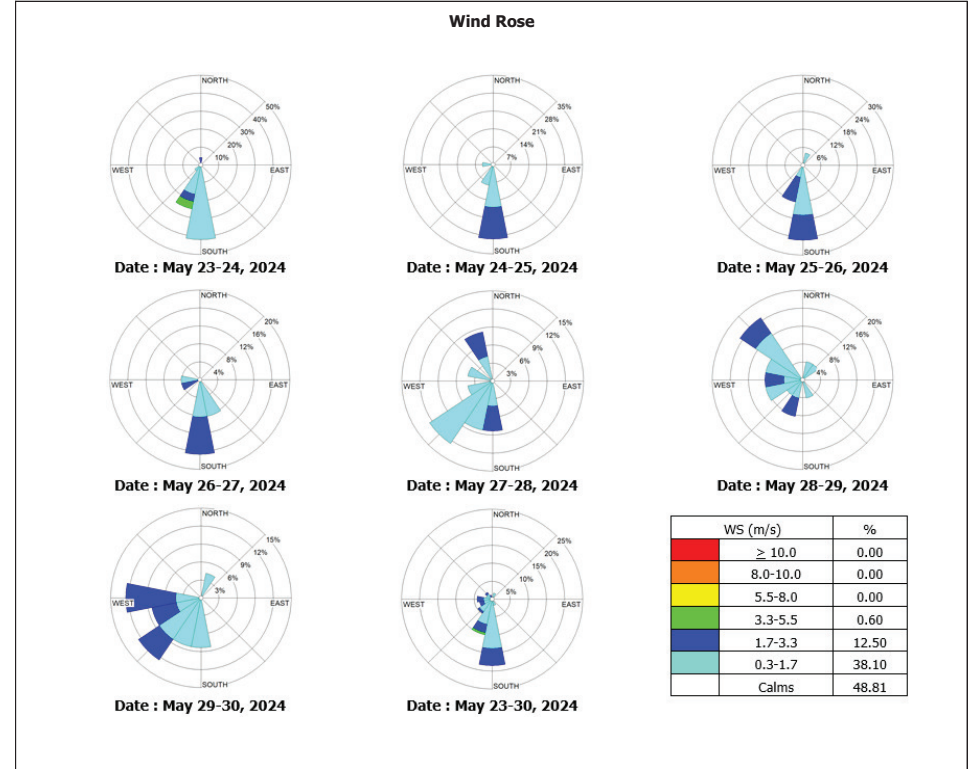 Wind Rose
NORTH
50%
40%
30%
20%
10%
WEST
EAST
SOUTH
Date : May 23-24, 2024
NORTH
35%
28%
21%
14%
7%
WEST
EAST
SOUTH
Date : May 24-25, 2024
NORTH
30%
24%
18%
12%
6%
WEST
EAST
SOUTH
Date : May 25-26, 2024
NORTH
20%
16%
12%
8%
4%
WEST
EAST
SOUTH
Date : May 26-27, 2024
NORTH
15%
12%
9%
6%
3%
WEST
EAST
SOUTH
Date : May 27-28, 2024
NORTH
20%
16%
12%
8%
4%
WEST
EAST
SOUTH
Date : May 28-29, 2024
NORTH
15%
12%
9%
6%
3%
WEST
EAST
SOUTH
Date : May 29-30, 2024
NORTH
25%
20%
15%
10%
5%
WEST
EAST
SOUTH
Date : May 23-30, 2024
WS (m/s) %
≥ 10.0 0.00
8.0-10.0 0.00
5.5-8.0 0.00
3.3-5.5 0.60
1.7-3.3 12.50
0.3-1.7 38.10
Calms 48.81